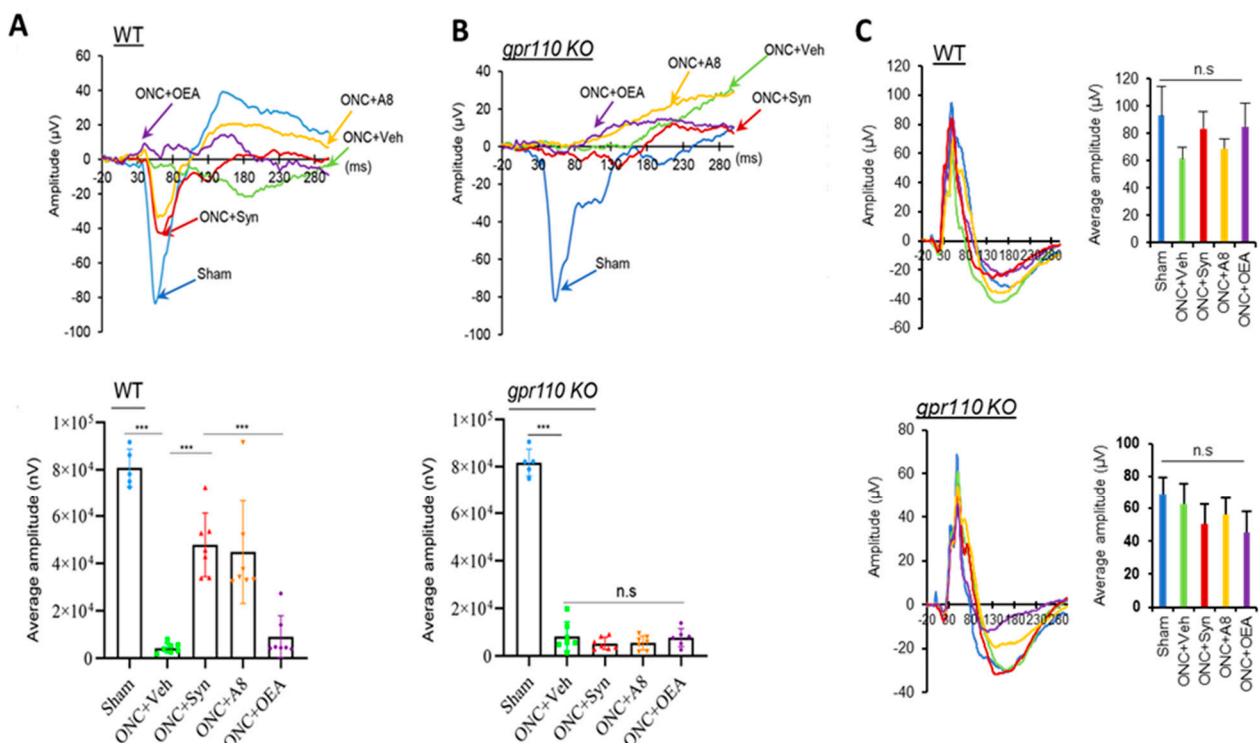 A
WT
60
40
20
0
-20
-40
-60
-80
-100
Amplitude (µV)
-20 30 80 130 180 230 280
(ms)
ONC+OEA
ONC+A8
ONC+Veh
ONC+Syn
Sham
B
gpr110 KO
40
20
0
-20
-40
-60
-80
-100
Amplitude (µV)
-20 30 80 130 180 230 280
(ms)
ONC+OEA
ONC+A8
ONC+Veh
ONC+Syn
Sham
C
WT
120
100
80
60
40
20
0
-20
-40
-60
Amplitude (µV)
-20 30 80 130 180 230 280
n.s
120
100
80
60
40
20
0
Average amplitude (µV)
Sham
ONC+Veh
ONC+Syn
ONC+A8
ONC+OEA
WT
1×10⁵
8×10⁴
6×10⁴
4×10⁴
2×10⁴
0
Average amplitude (nV)
*** *** ***
Sham
ONC+Veh
ONC+Syn
ONC+A8
ONC+OEA
gpr110 KO
1×10⁵
8×10⁴
6×10⁴
4×10⁴
2×10⁴
0
Average amplitude (nV)
***
n.s
Sham
ONC+Veh
ONC+Syn
ONC+A8
ONC+OEA
gpr110 KO
80
60
40
20
0
-20
-40
Amplitude (µV)
-20 30 80 130 180 230 280
n.s
100
80
60
40
20
0
Average amplitude (µV)
Sham
ONC+Veh
ONC+Syn
ONC+A8
ONC+OEA